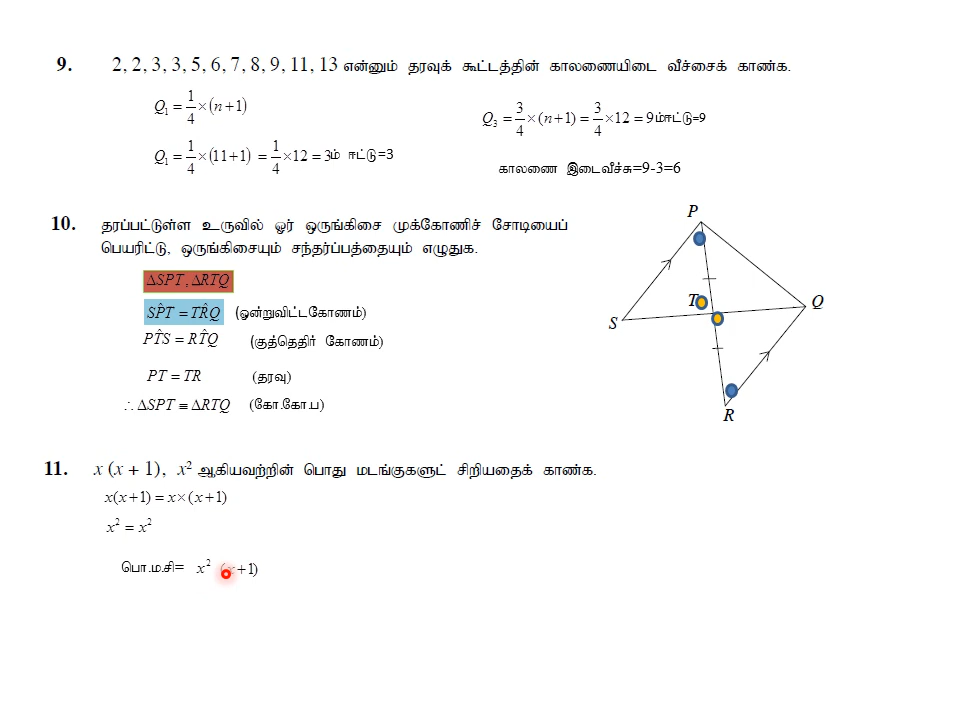 9. 2, 2, 3, 3, 5, 6, 7, 8, 9, 11, 13 என்னும் தரவுக் கூட்டத்தின் காலணையிடை வீச்சைக் காண்க.
Q₁ = 1/4 × (n + 1)
Q₃ = 3/4 × (n + 1) = 3/4 × 12 = 9ம்ஈட்டு=9
Q₁ = 1/4 × (11 + 1) = 1/4 × 12 = 3ம் ஈட்டு=3
காலணை இடைவீச்சு=9-3=6
10. தரப்பட்டுள்ள உருவில் ஓர் ஒருங்கிசை முக்கோணிச் சோடியைப்
பெயரிட்டு, ஒருங்கிசையும் சந்தர்ப்பத்தையும் எழுதுக.
ΔSPT, ΔRTQ
SP̂T = TR̂Q (ஒன்றுவிட்டகோணம்)
PT̂S = RT̂Q (குத்தெதிர் கோணம்)
PT = TR (தரவு)
∴ ΔSPT ≡ ΔRTQ (கோ.கோ.ப)
P
T
Q
S
R
11. x (x + 1), x² ஆகியவற்றின் பொது மடங்குகளுட் சிறியதைக் காண்க.
x(x + 1) = x × (x + 1)
x² = x²
பொ.ம.சி= x² (x + 1)